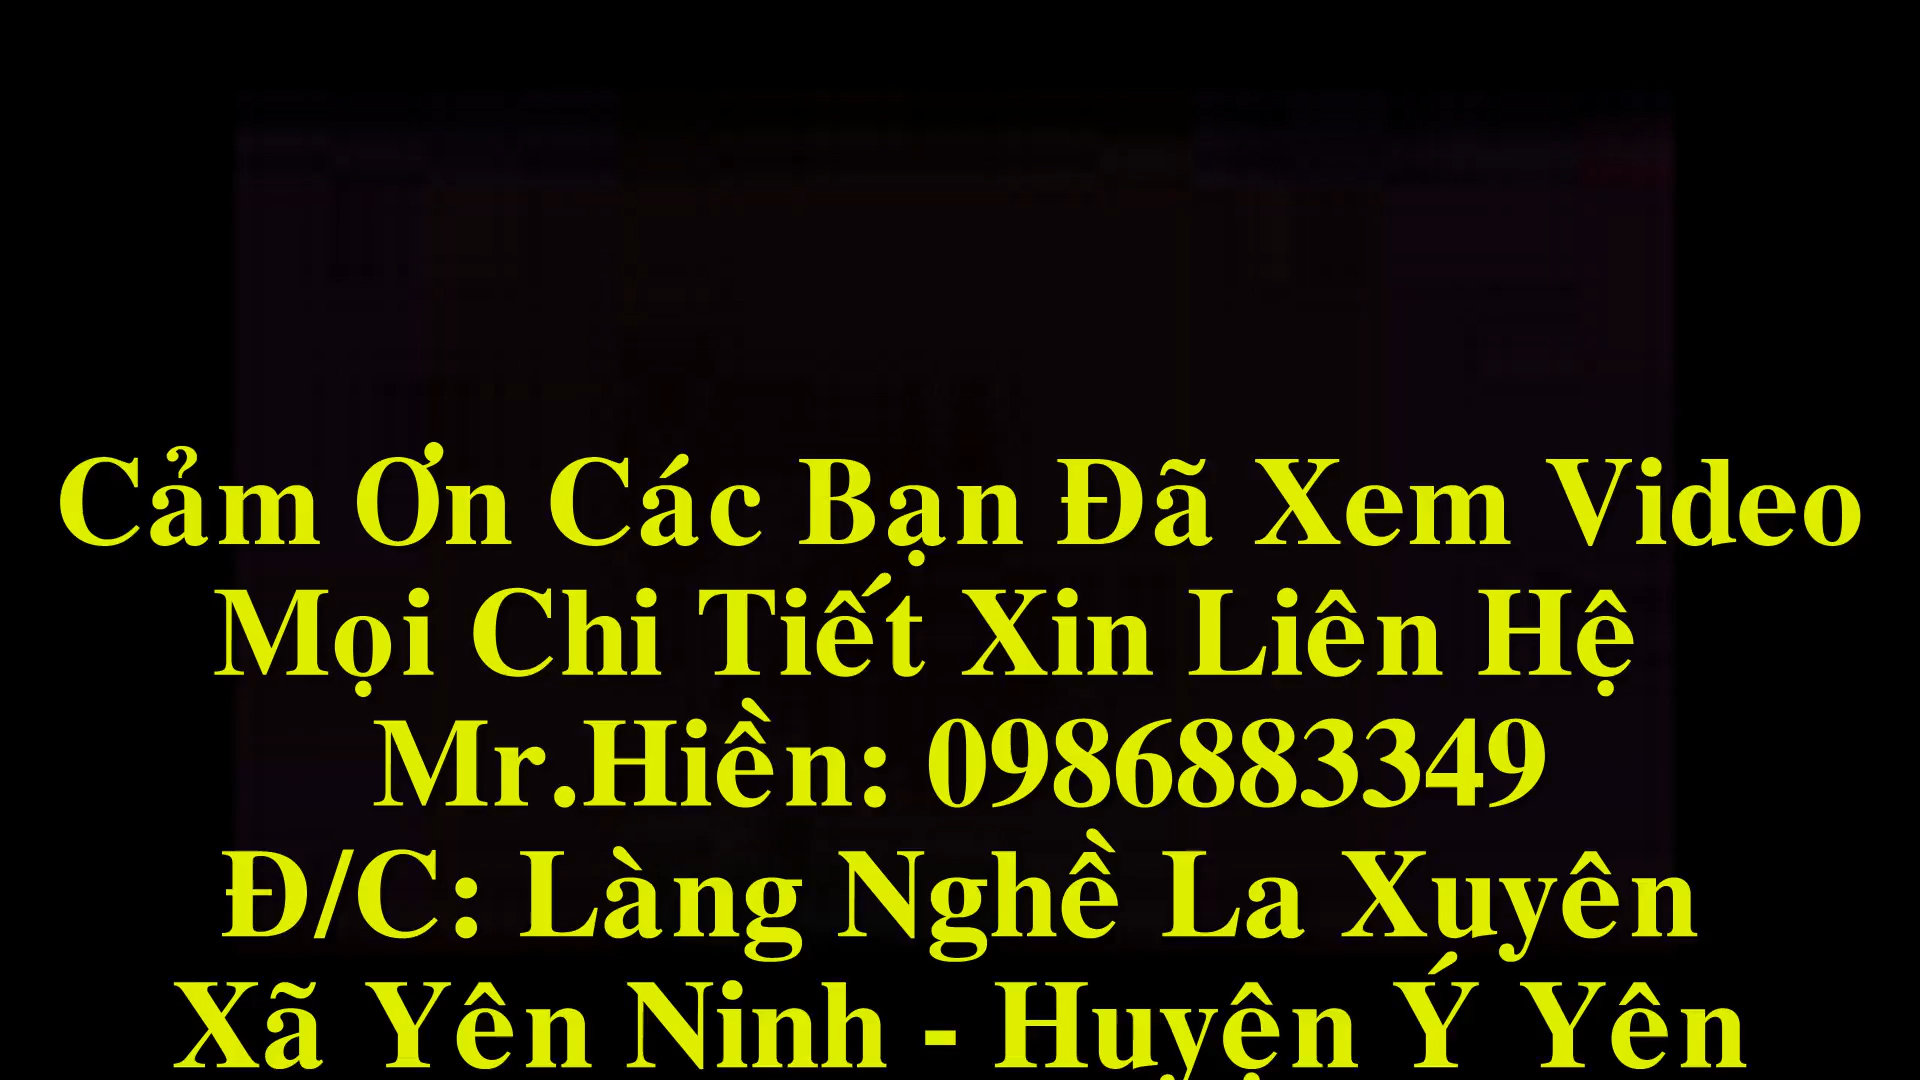 Cảm Ơn Các Bạn Đã Xem Video
Mọi Chi Tiết Xin Liên Hệ
Mr.Hiền: 0986883349
Đ/C: Làng Nghề La Xuyên
Xã Yên Ninh - Huyện Ý Yên